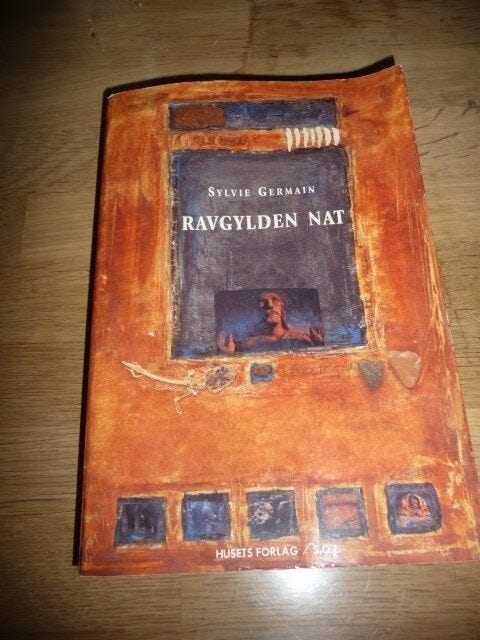 SYLVIE GERMAIN
RAVGYLDEN NAT
HUSETS FORLAG / S.O.L.